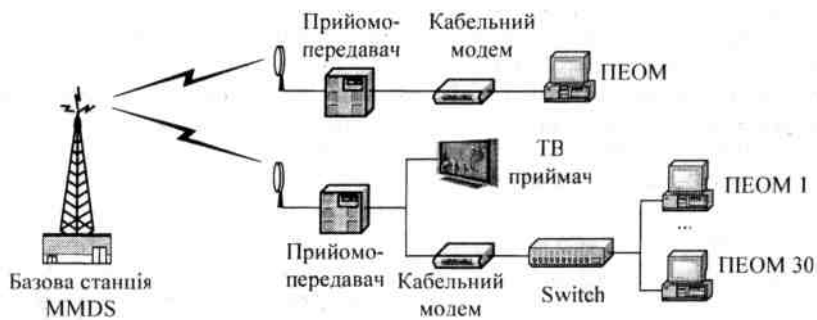 Прийомо-
передавач
Кабельний
модем
ПЕОМ
ТВ
приймач
ПЕОМ 1
...
Прийомо-
передавач
Кабельний
модем
Switch
ПЕОМ 30
Базова станція
MMDS